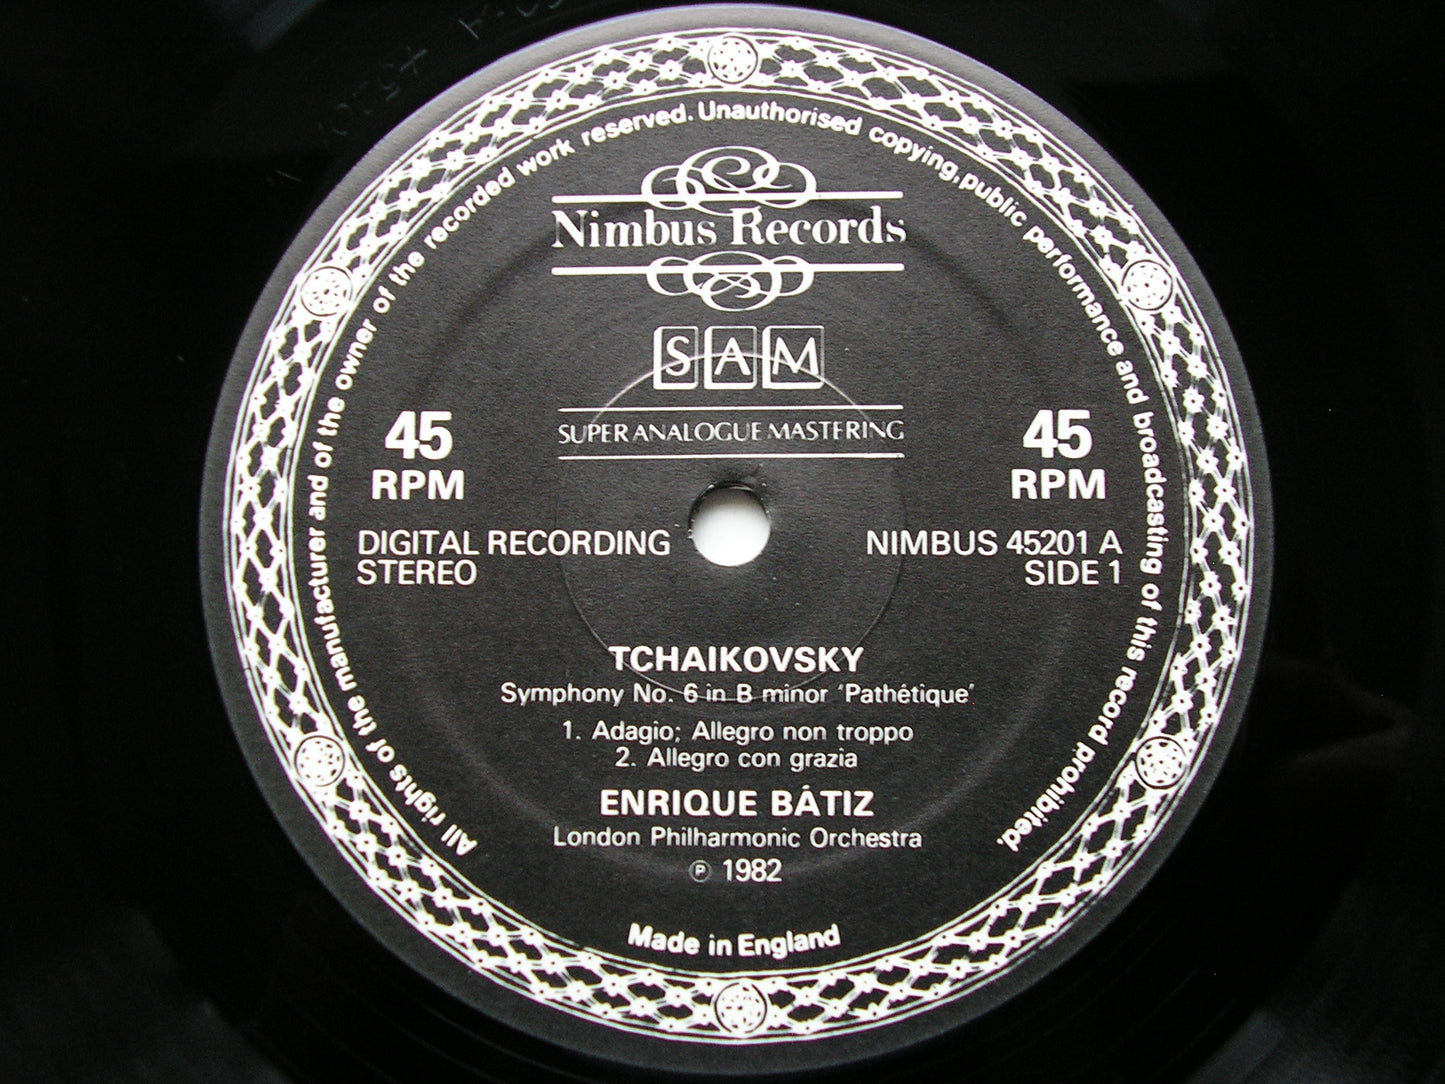 All rights of the manufacturer and of the owner of the recorded work reserved. Unauthorised copying, public performance and broadcasting of this record prohibited.
Nimbus Records
SAM
SUPER ANALOGUE MASTERING
45 45
RPM RPM
DIGITAL RECORDING NIMBUS 45201 A
STEREO SIDE 1
TCHAIKOVSKY
Symphony No. 6 in B minor ‘Pathétique’
1. Adagio; Allegro non troppo
2. Allegro con grazia
ENRIQUE BÁTIZ
London Philharmonic Orchestra
℗ 1982
Made in England